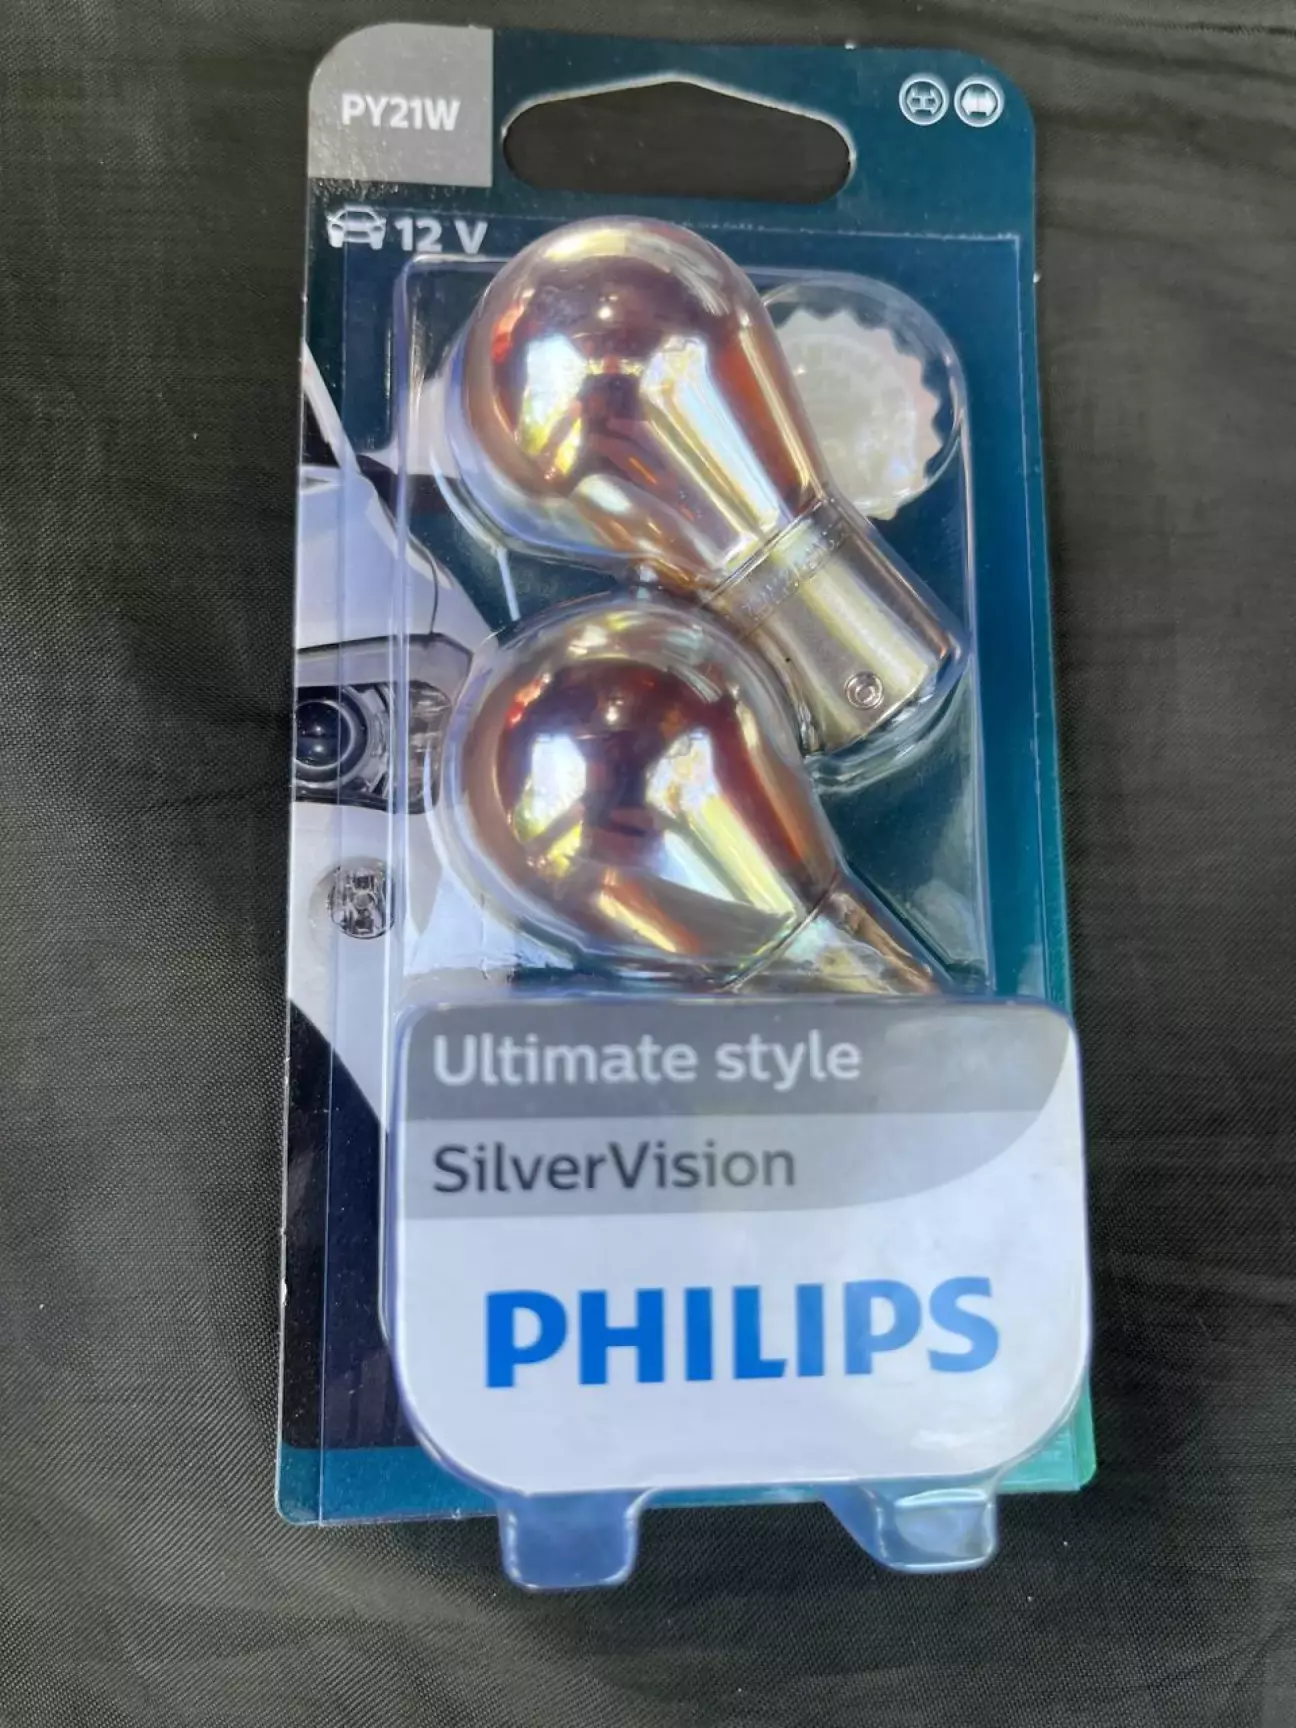 PY21W
12 V
Ultimate style
SilverVision
PHILIPS